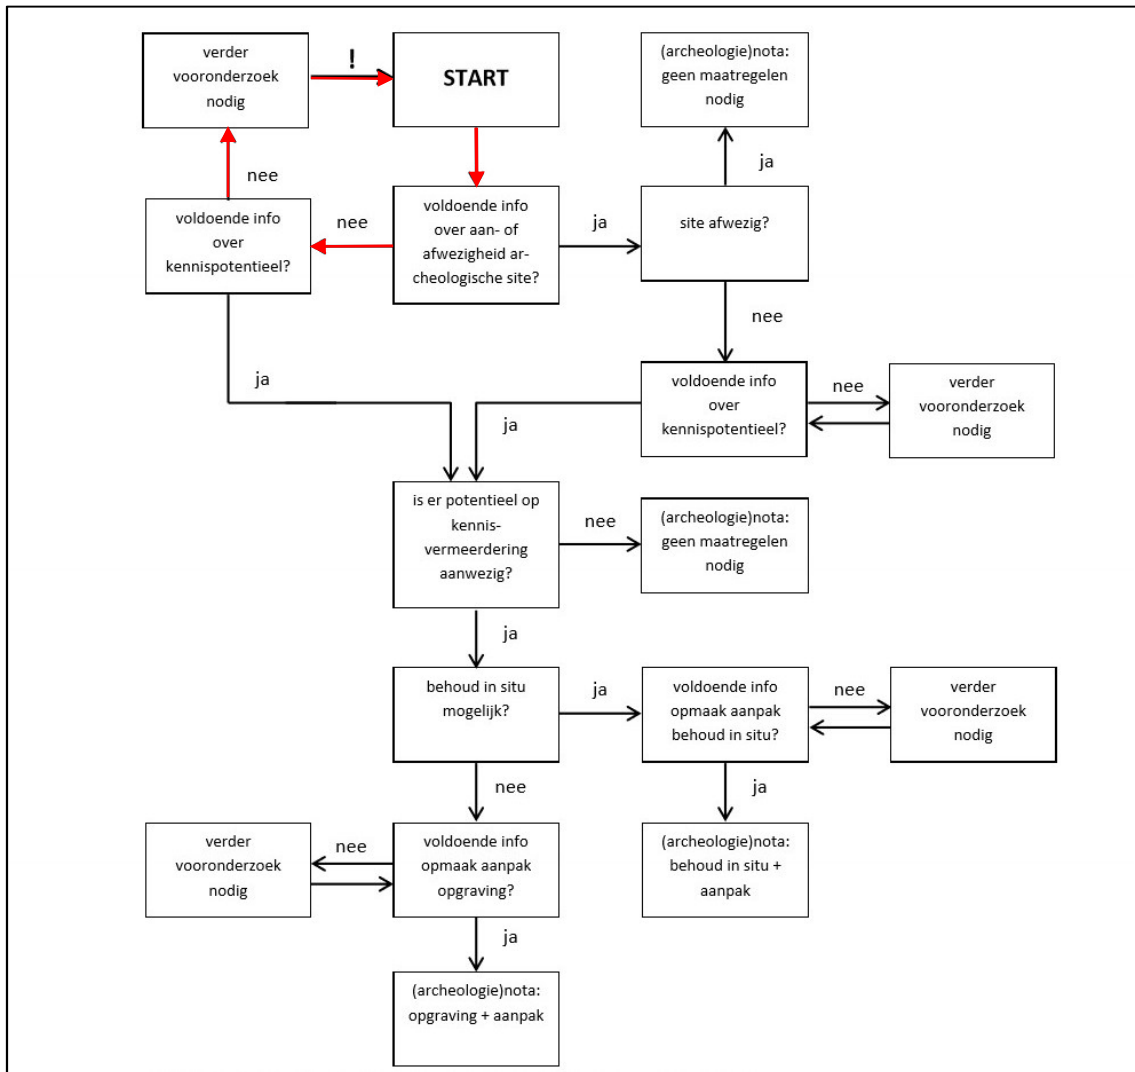 verder
vooronderzoek
nodig
!
START
(archeologie)nota:
geen maatregelen
nodig
nee
ja
voldoende info
over
kennispotentieel?
nee
voldoende info
over aan- of
afwezigheid ar-
cheologische site?
ja
site afwezig?
nee
ja
voldoende info
over
kennispotentieel?
nee
verder
vooronderzoek
nodig
ja
is er potentieel op
kennis-
vermeerdering
aanwezig?
nee
(archeologie)nota:
geen maatregelen
nodig
ja
behoud in situ
mogelijk?
ja
voldoende info
opmaak aanpak
behoud in situ?
nee
verder
vooronderzoek
nodig
nee
ja
verder
vooronderzoek
nodig
nee
voldoende info
opmaak aanpak
opgraving?
(archeologie)nota:
behoud in situ +
aanpak
ja
(archeologie)nota:
opgraving + aanpak